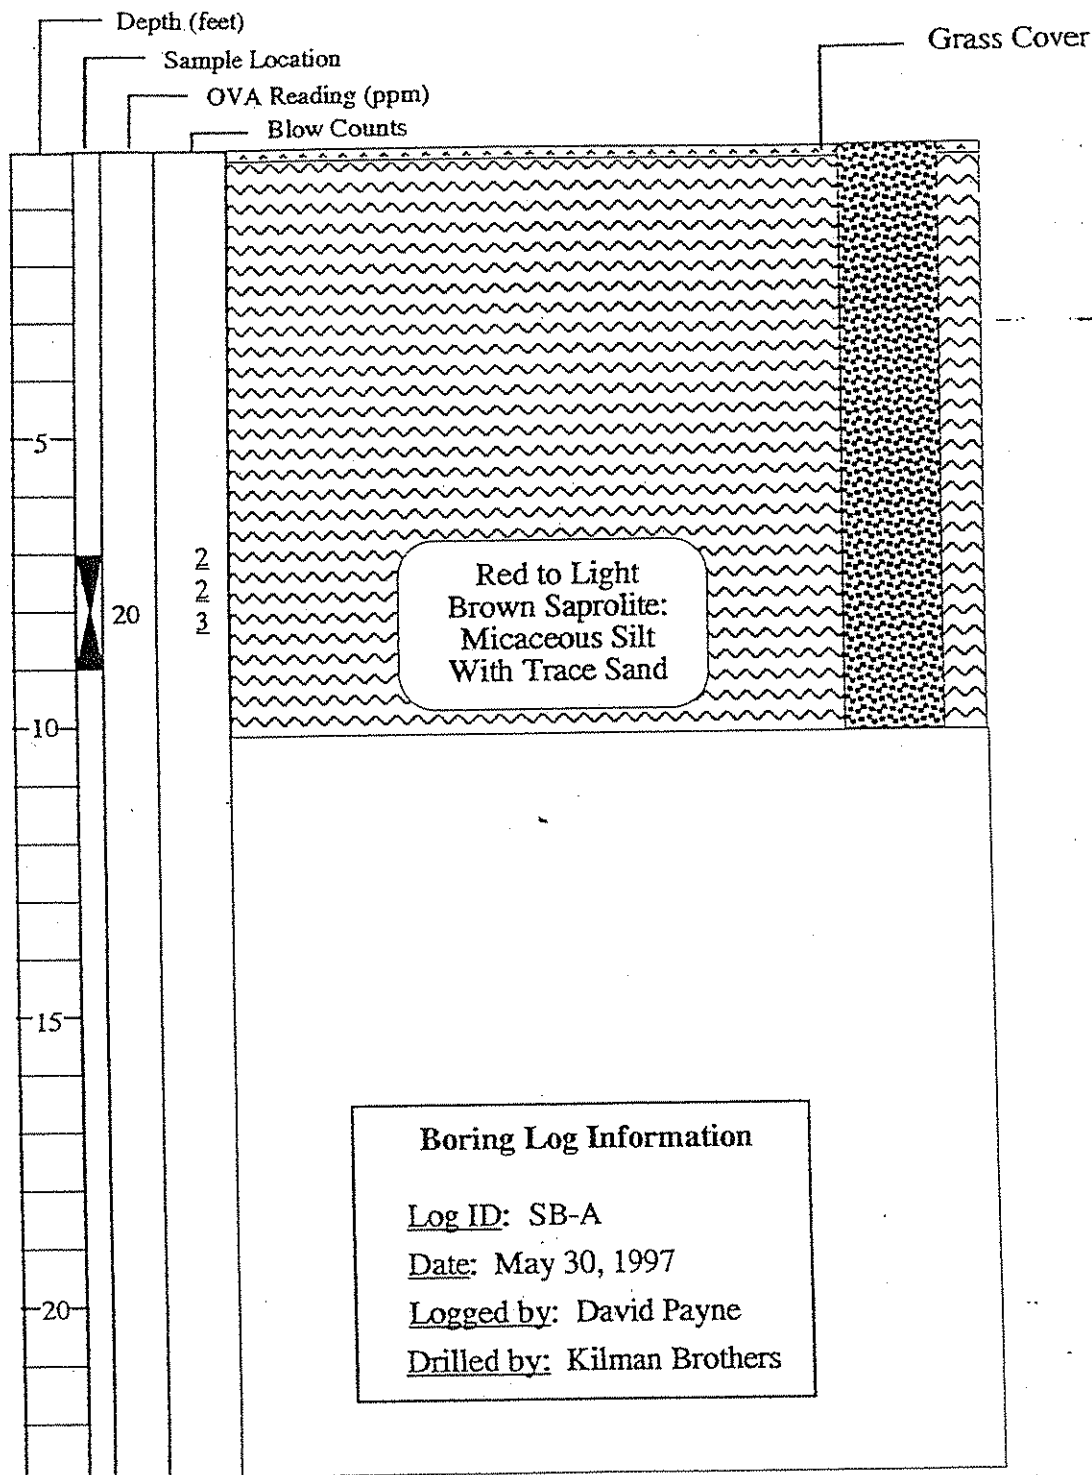 Depth (feet)
Grass Cover
Sample Location
OVA Reading (ppm)
Blow Counts
5
2
2
20
3
Red to Light
Brown Saprolite:
Micaceous Silt
With Trace Sand
10
15
Boring Log Information
Log ID: SB-A
Date: May 30, 1997
Logged by: David Payne
Drilled by: Kilman Brothers
20